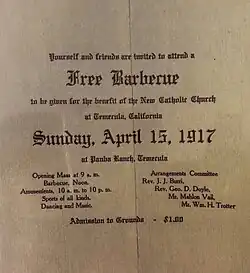 Yourself and friends are invited to attend a
Free Barbecue
to be given for the benefit of the New Catholic Church
at Temecula, California
Sunday, April 15, 1917
at Pauba Ranch, Temecula
Opening Mass at 9 a. m.
Barbecue, Noon.
Amusements, 10 a. m. to 10 p. m.
Sports of all kinds.
Dancing and Music.
Arrangements Committee
Rev. J. J. Burri,
Rev. Geo. D. Doyle,
Mr. Mahlon Vail,
Mr. Wm. H. Trotter
Admission to Grounds - $1.00